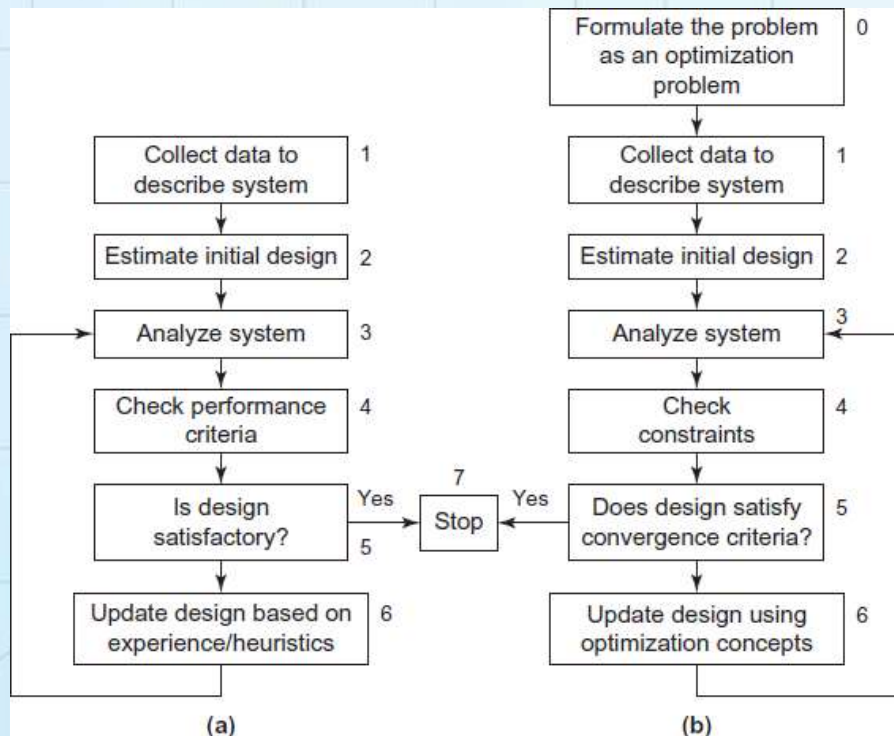 Formulate the problem
as an optimization
problem
0
Collect data to
describe system
1
Collect data to
describe system
1
Estimate initial design
2
Estimate initial design
2
Analyze system
3
Analyze system
3
Check performance
criteria
4
Check
constraints
4
Is design
satisfactory?
5
Yes
7
Stop
Yes
Does design satisfy
convergence criteria?
5
Update design based on
experience/heuristics
6
Update design using
optimization concepts
6
(a)
(b)